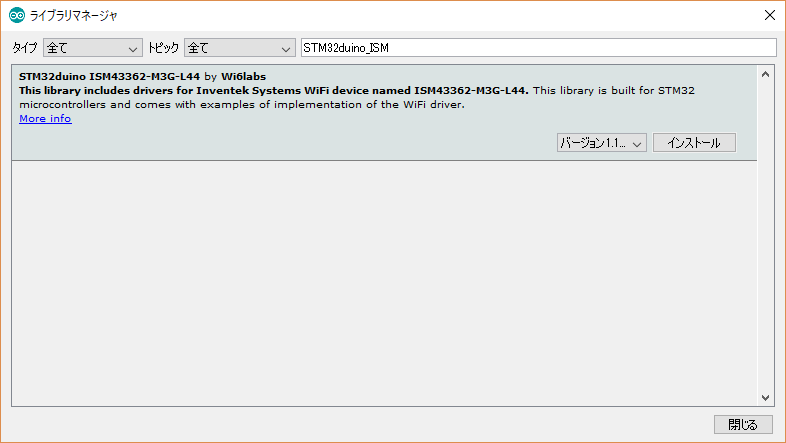 ライブラリマネージャ
タイプ 全て トピック 全て STM32duino_ISM
STM32duino ISM43362-M3G-L44 by Wi6labs
This library includes drivers for Inventek Systems WiFi device named ISM43362-M3G-L44. This library is built for STM32
microcontrollers and comes with examples of implementation of the WiFi driver.
More info
バージョン1.1... インストール
閉じる